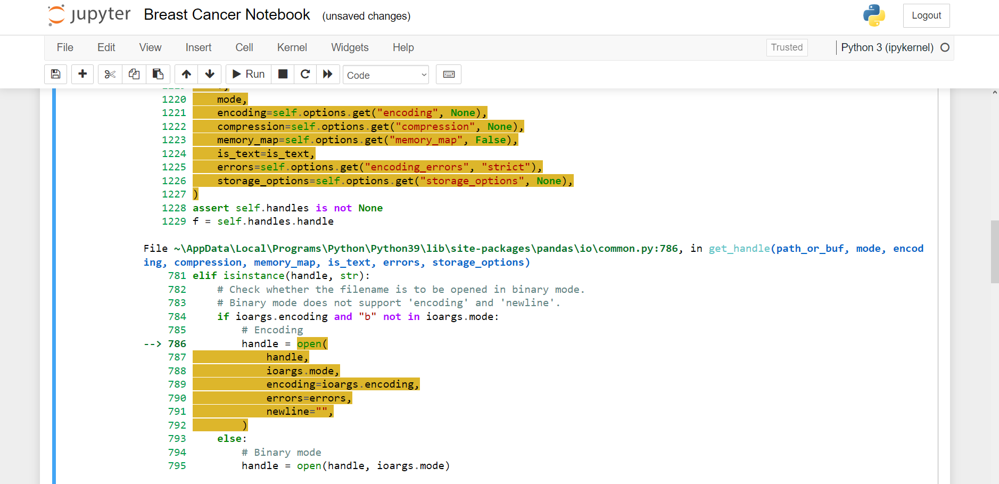 jupyter Breast Cancer Notebook (unsaved changes) Logout
File Edit View Insert Cell Kernel Widgets Help Trusted Python 3 (ipykernel)
Run Code
1220     mode,
1221     encoding=self.options.get("encoding", None),
1222     compression=self.options.get("compression", None),
1223     memory_map=self.options.get("memory_map", False),
1224     is_text=is_text,
1225     errors=self.options.get("encoding_errors", "strict"),
1226     storage_options=self.options.get("storage_options", None),
1227 )
1228 assert self.handles is not None
1229 f = self.handles.handle
File ~\AppData\Local\Programs\Python\Python39\lib\site-packages\pandas\io\common.py:786, in get_handle(path_or_buf, mode, encod
ing, compression, memory_map, is_text, errors, storage_options)
781 elif isinstance(handle, str):
782     # Check whether the filename is to be opened in binary mode.
783     # Binary mode does not support 'encoding' and 'newline'.
784     if ioargs.encoding and "b" not in ioargs.mode:
785         # Encoding
--> 786         handle = open(
787             handle,
788             ioargs.mode,
789             encoding=ioargs.encoding,
790             errors=errors,
791             newline="",
792         )
793     else:
794         # Binary mode
795         handle = open(handle, ioargs.mode)